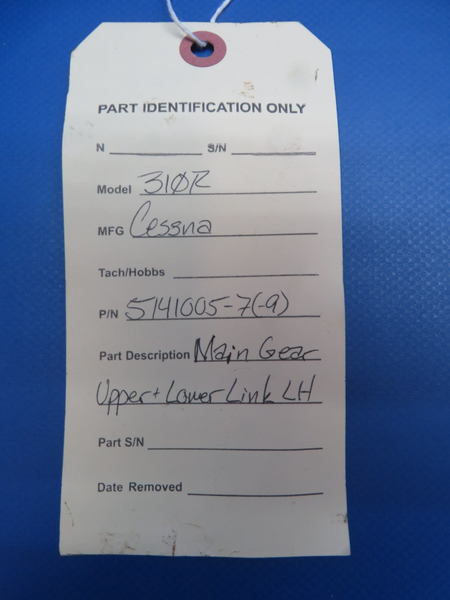 PART IDENTIFICATION ONLY
N S/N
Model 310R
MFG Cessna
Tach/Hobbs
P/N 5141005-7(-9)
Part Description Main Gear
Upper + Lower Link LH
Part S/N
Date Removed